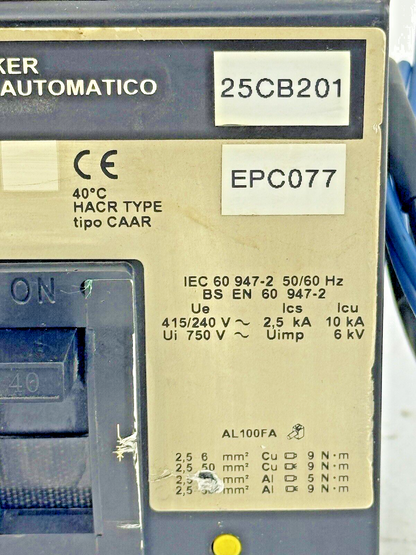 KER
AUTOMATICO
25CB201
CE
EPC077
40°C
HACR TYPE
tipo CAAR
ON
40
IEC 60 947-2 50/60 Hz
BS EN 60 947-2
Ue Ics Icu
415/240 V ~ 2,5 kA 10 kA
Ui 750 V ~ Uimp 6 kV
AL100FA
2,5 6 mm² Cu 9 N·m
2,5 50 mm² Cu 9 N·m
2,5 mm² Al 5 N·m
2,5 mm² Al 9 N·m